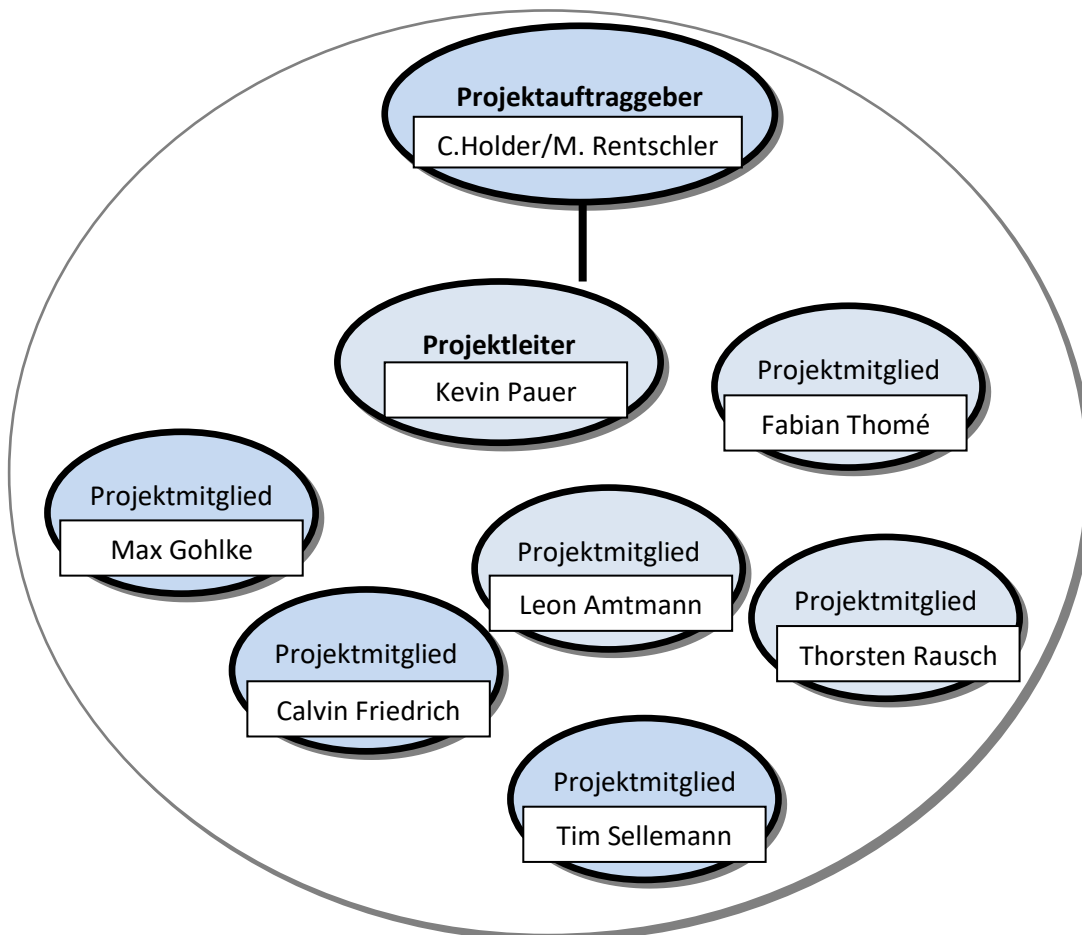 Projektauftraggeber
C.Holder/M. Rentschler
Projektleiter
Kevin Pauer
Projektmitglied
Fabian Thomé
Projektmitglied
Max Gohlke
Projektmitglied
Leon Amtmann
Projektmitglied
Thorsten Rausch
Projektmitglied
Calvin Friedrich
Projektmitglied
Tim Sellemann